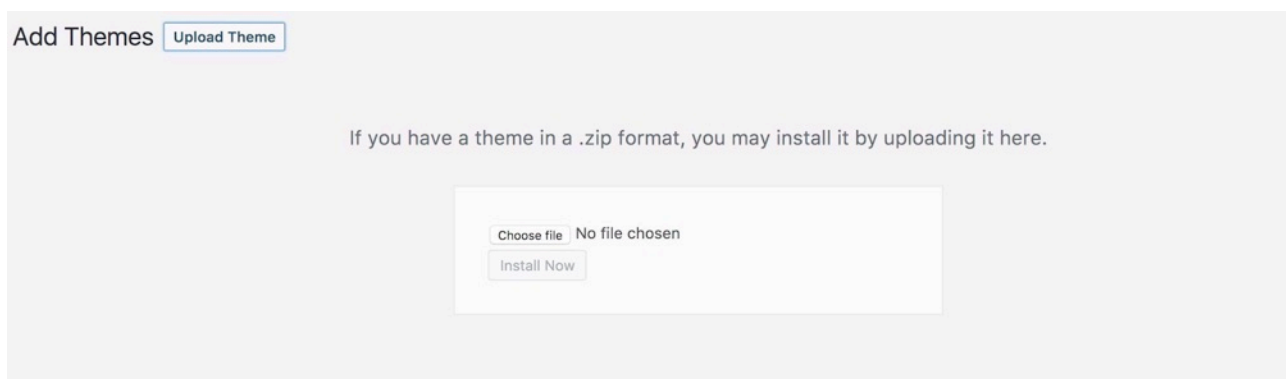 Add Themes Upload Theme
If you have a theme in a .zip format, you may install it by uploading it here.
Choose file No file chosen
Install Now